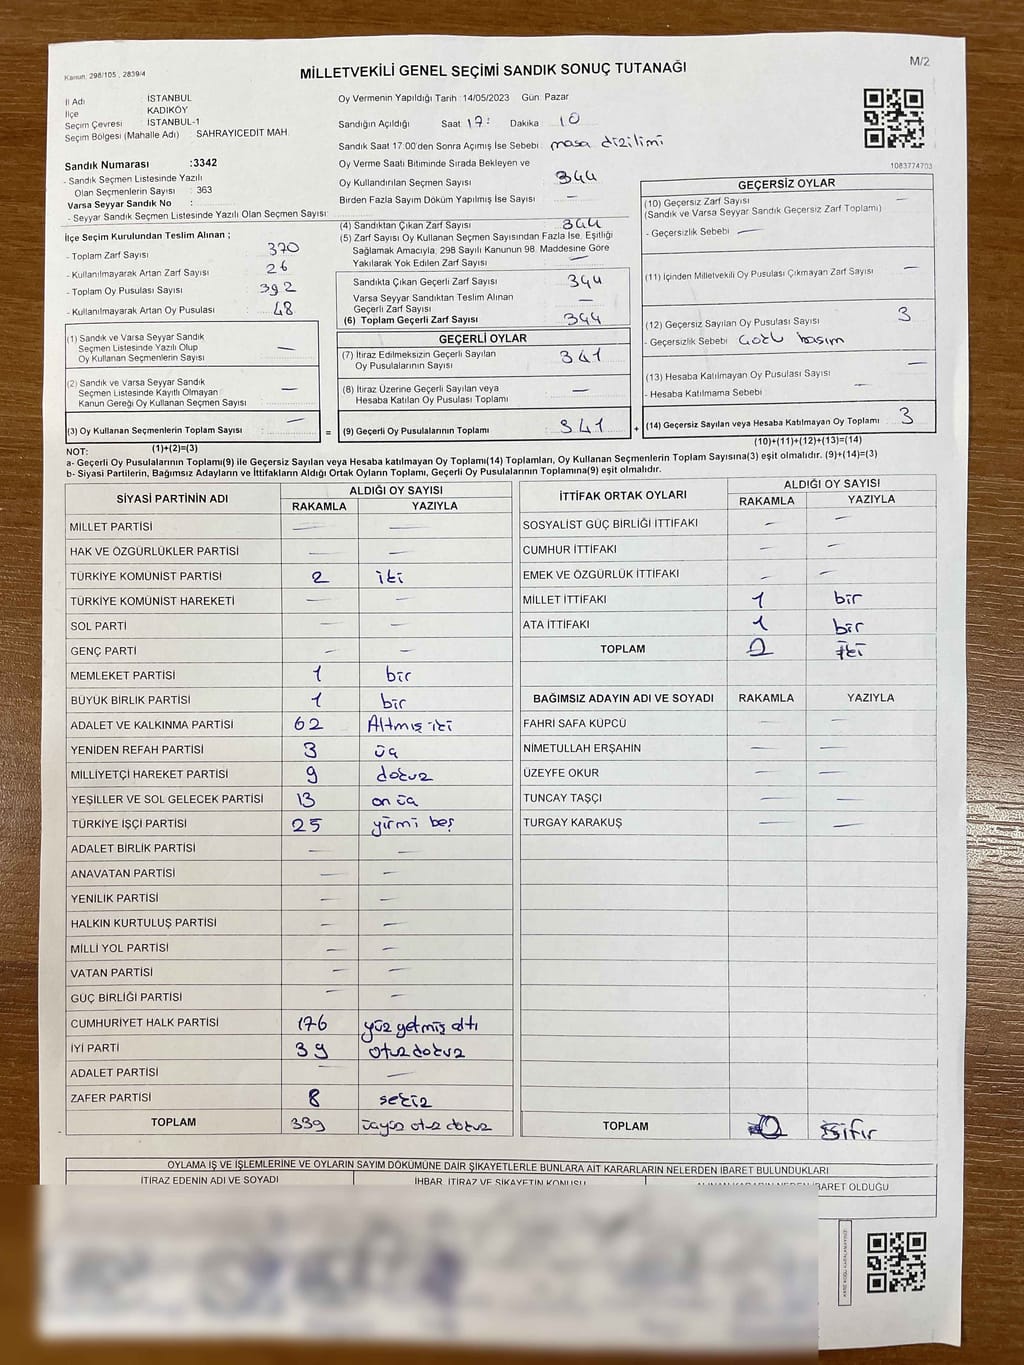 Kanun, 298/105 , 2839/4
MİLLETVEKİLİ GENEL SEÇİMİ SANDIK SONUÇ TUTANAĞI
M/2
İl Adı : İSTANBUL
İlçe : KADIKÖY
Seçim Çevresi : İSTANBUL-1
Seçim Bölgesi (Mahalle Adı) : SAHRAYICEDİT MAH.
Sandık Numarası :3342
- Sandık Seçmen Listesinde Yazılı
Olan Seçmenlerin Sayısı : 363
Varsa Seyyar Sandık No :
- Seyyar Sandık Seçmen Listesinde Yazılı Olan Seçmen Sayısı:
İlçe Seçim Kurulundan Teslim Alınan ;
- Toplam Zarf Sayısı : 370
- Kullanılmayarak Artan Zarf Sayısı : 26
- Toplam Oy Pusulası Sayısı : 392
- Kullanılmayarak Artan Oy Pusulası : 48
(1) Sandık ve Varsa Seyyar Sandık
Seçmen Listesinde Yazılı Olup
Oy Kullanan Seçmenlerin Sayısı : —
(2) Sandık ve Varsa Seyyar Sandık
Seçmen Listesinde Kayıtlı Olmayan
Kanun Gereği Oy Kullanan Seçmen Sayısı : —
(3) Oy Kullanan Seçmenlerin Toplam Sayısı : —
(1)+(2)=(3)
Oy Vermenin Yapıldığı Tarih :14/05/2023 Gün: Pazar
Sandığın Açıldığı Saat 17: Dakika 10
Sandık Saat 17.00'den Sonra Açımış İse Sebebi : masa dizilimi
Oy Verme Saati Bitiminde Sırada Bekleyen ve
Oy Kullandırılan Seçmen Sayısı : 344
Birden Fazla Sayım Döküm Yapılmış İse Sayısı : —
(4) Sandıktan Çıkan Zarf Sayısı : 344
(5) Zarf Sayısı Oy Kullanan Seçmen Sayısından Fazla İse, Eşitliği
Sağlamak Amacıyla, 298 Sayılı Kanunun 98. Maddesine Göre
Yakılarak Yok Edilen Zarf Sayısı : —
Sandıkta Çıkan Geçerli Zarf Sayısı : 344
Varsa Seyyar Sandıktan Teslim Alınan
Geçerli Zarf Sayısı : —
(6) Toplam Geçerli Zarf Sayısı : 344
GEÇERLİ OYLAR
(7) İtiraz Edilmeksizin Geçerli Sayılan
Oy Pusulalarının Sayısı : 341
(8) İtiraz Üzerine Geçerli Sayılan veya
Hesaba Katılan Oy Pusulası Toplamı : —
= (9) Geçerli Oy Pusulalarının Toplamı : 341 +
1083774703
GEÇERSİZ OYLAR
(10) Geçersiz Zarf Sayısı : —
(Sandık ve Varsa Seyyar Sandık Geçersiz Zarf Toplamı)
- Geçersizlik Sebebi : —
(11) İçinden Milletvekili Oy Pusulası Çıkmayan Zarf Sayısı : —
(12) Geçersiz Sayılan Oy Pusulası Sayısı : 3
- Geçersizlik Sebebi : Çoklu basım
(13) Hesaba Katılmayan Oy Pusulası Sayısı : —
- Hesaba Katılmama Sebebi : —
(14) Geçersiz Sayılan veya Hesaba Katılmayan Oy Toplamı : 3
(10)+(11)+(12)+(13)=(14)
NOT:
a- Geçerli Oy Pusulalarının Toplamı(9) ile Geçersiz Sayılan veya Hesaba katılmayan Oy Toplamı(14) Toplamları, Oy Kullanan Seçmenlerin Toplam Sayısına(3) eşit olmalıdır. (9)+(14)=(3)
b- Siyasi Partilerin, Bağımsız Adayların ve İttifakların Aldığı Ortak Oyların Toplamı, Geçerli Oy Pusulalarının Toplamına(9) eşit olmalıdır.
SİYASİ PARTİNİN ADI ALDIĞI OY SAYISI
RAKAMLA YAZIYLA
MİLLET PARTİSİ — —
HAK VE ÖZGÜRLÜKLER PARTİSİ — —
TÜRKİYE KOMÜNİST PARTİSİ 2 iki
TÜRKİYE KOMÜNİST HAREKETİ — —
SOL PARTİ — —
GENÇ PARTİ — —
MEMLEKET PARTİSİ 1 bir
BÜYÜK BİRLİK PARTİSİ 1 bir
ADALET VE KALKINMA PARTİSİ 62 Altmış iki
YENİDEN REFAH PARTİSİ 3 üç
MİLLİYETÇİ HAREKET PARTİSİ 9 dokuz
YEŞİLLER VE SOL GELECEK PARTİSİ 13 on üç
TÜRKİYE İŞÇİ PARTİSİ 25 yirmi beş
ADALET BİRLİK PARTİSİ — —
ANAVATAN PARTİSİ — —
YENİLİK PARTİSİ — —
HALKIN KURTULUŞ PARTİSİ — —
MİLLİ YOL PARTİSİ — —
VATAN PARTİSİ — —
GÜÇ BİRLİĞİ PARTİSİ — —
CUMHURİYET HALK PARTİSİ 176 yüz yetmiş altı
İYİ PARTİ 39 otuz dokuz
ADALET PARTİSİ — —
ZAFER PARTİSİ 8 sekiz
TOPLAM 339 üçyüz otuz dokuz
İTTİFAK ORTAK OYLARI ALDIĞI OY SAYISI
RAKAMLA YAZIYLA
SOSYALİST GÜÇ BİRLİĞİ İTTİFAKI — —
CUMHUR İTTİFAKI — —
EMEK VE ÖZGÜRLÜK İTTİFAKI — —
MİLLET İTTİFAKI 1 bir
ATA İTTİFAKI 1 bir
TOPLAM 2 iki
BAĞIMSIZ ADAYIN ADI VE SOYADI RAKAMLA YAZIYLA
FAHRİ SAFA KÜPCÜ — —
NİMETULLAH ERŞAHİN — —
ÜZEYFE OKUR — —
TUNCAY TAŞÇI — —
TURGAY KARAKUŞ — —
TOPLAM 0 sıfır
OYLAMA İŞ VE İŞLEMLERİNE VE OYLARIN SAYIM DÖKÜMÜNE DAİR ŞİKAYETLERLE BUNLARA AİT KARARLARIN NELERDEN İBARET BULUNDUKLARI
İTİRAZ EDENİN ADI VE SOYADI İHBAR, İTİRAZ VE ŞİKAYETİN KONUSU ALINAN KARARIN NEDEN İBARET OLDUĞU